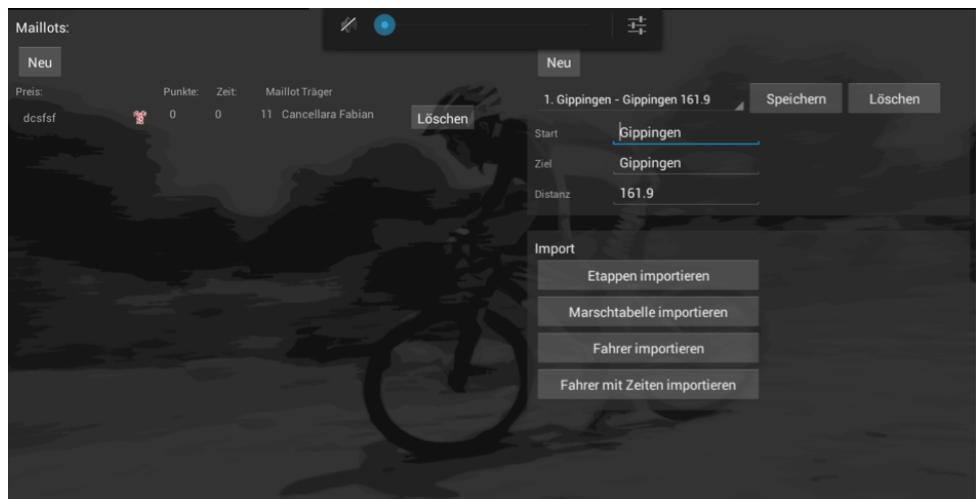 Maillots:
Neu
Preis: Punkte: Zeit: Maillot Träger
dcsfsf 0 0 11 Cancellara Fabian Löschen
Neu
1. Gippingen - Gippingen 161.9 Speichern Löschen
Start Gippingen
Ziel Gippingen
Distanz 161.9
Import
Etappen importieren
Marschtabelle importieren
Fahrer importieren
Fahrer mit Zeiten importieren